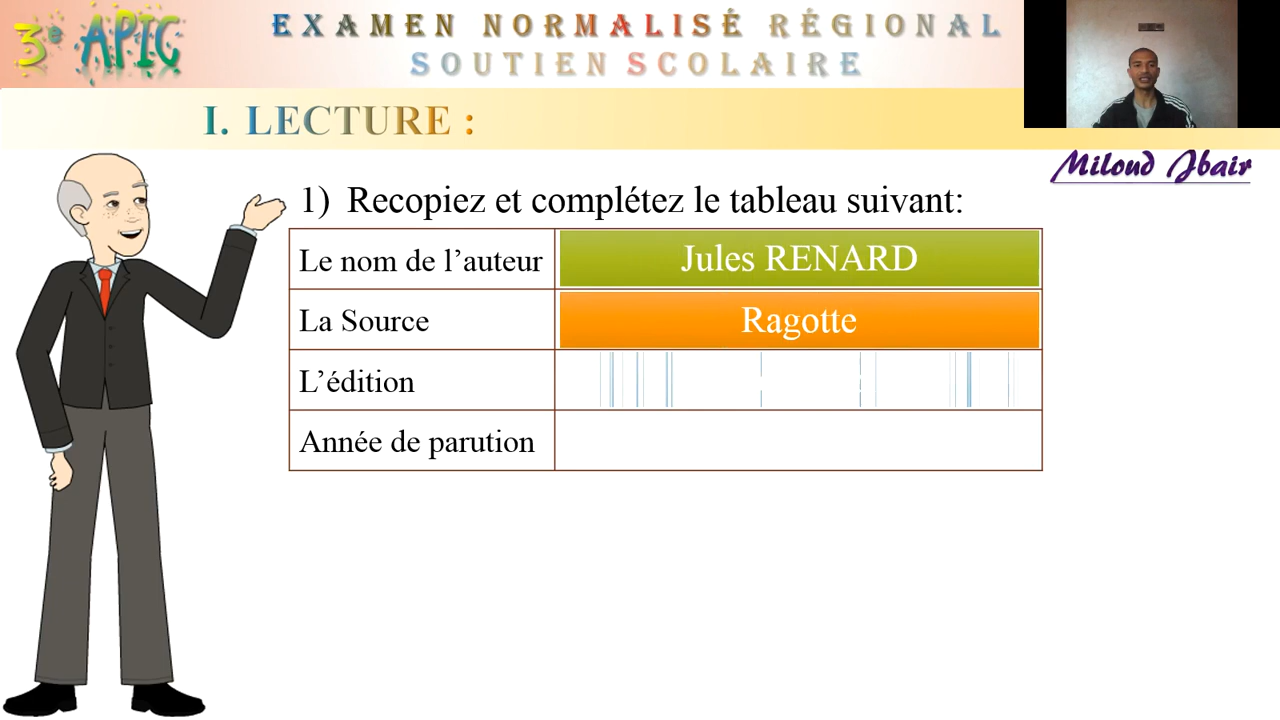 3e APIC
EXAMEN NORMALISÉ RÉGIONAL
SOUTIEN SCOLAIRE
I. LECTURE :
Miloud Jbair
1) Recopiez et complétez le tableau suivant:
Le nom de l’auteur Jules RENARD
La Source Ragotte
L’édition
Année de parution